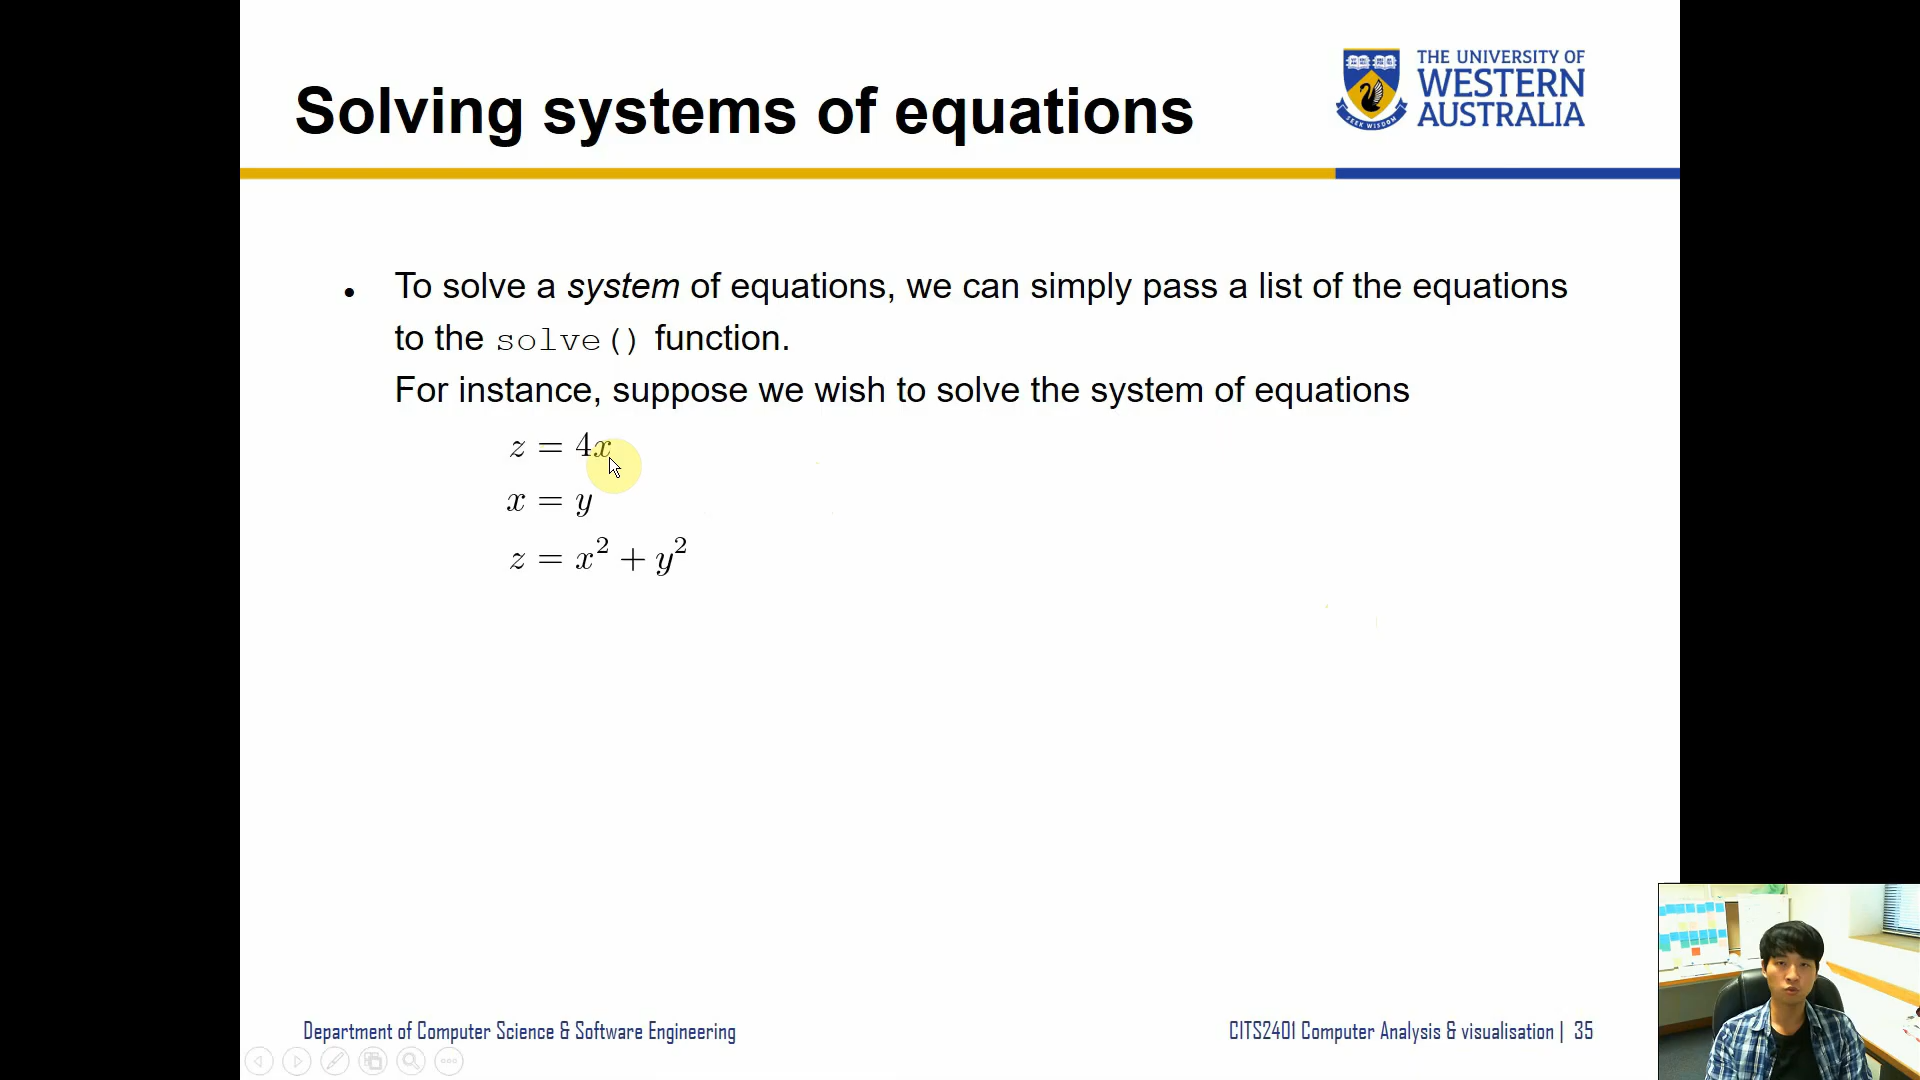 Solving systems of equations
THE UNIVERSITY OF
WESTERN
AUSTRALIA
SEEK WISDOM
• To solve a system of equations, we can simply pass a list of the equations
to the solve() function.
For instance, suppose we wish to solve the system of equations
z = 4x
x = y
z = x² + y²
Department of Computer Science & Software Engineering
CITS2401 Computer Analysis & visualisation | 35